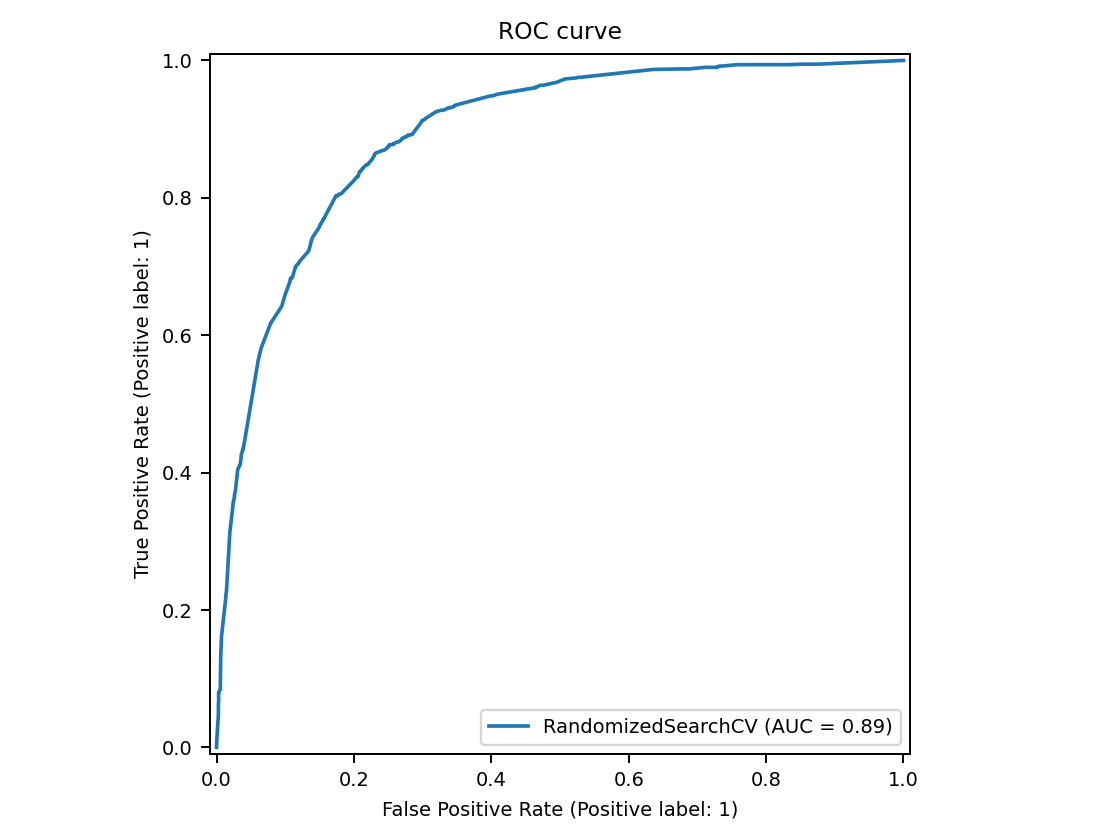 ROC curve
True Positive Rate (Positive label: 1)
1.0
0.8
0.6
0.4
0.2
0.0
RandomizedSearchCV (AUC = 0.89)
0.0 0.2 0.4 0.6 0.8 1.0
False Positive Rate (Positive label: 1)